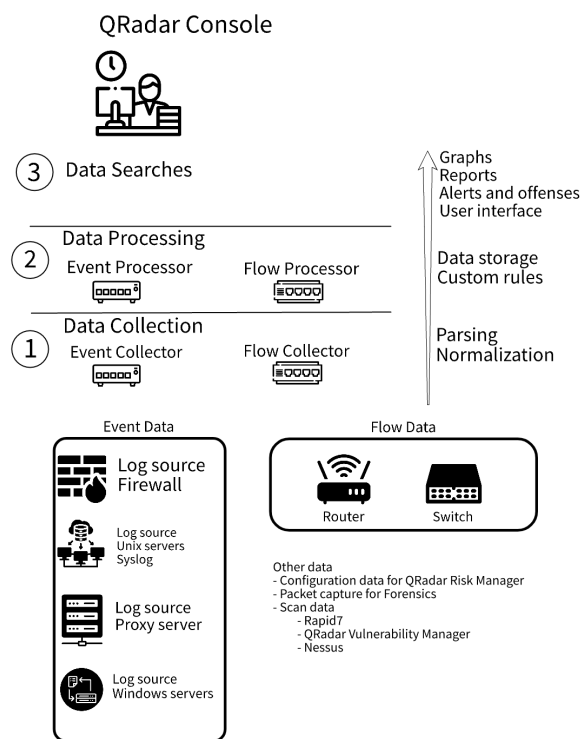 QRadar Console
3
Data Searches
Graphs
Reports
Alerts and offenses
User interface
2
Data Processing
Event Processor
Flow Processor
Data storage
Custom rules
1
Data Collection
Event Collector
Flow Collector
Parsing
Normalization
Event Data
Log source
Firewall
Log source
Unix servers
Syslog
Log source
Proxy server
Log source
Windows servers
Flow Data
Router
Switch
Other data
- Configuration data for QRadar Risk Manager
- Packet capture for Forensics
- Scan data
- Rapid7
- QRadar Vulnerability Manager
- Nessus